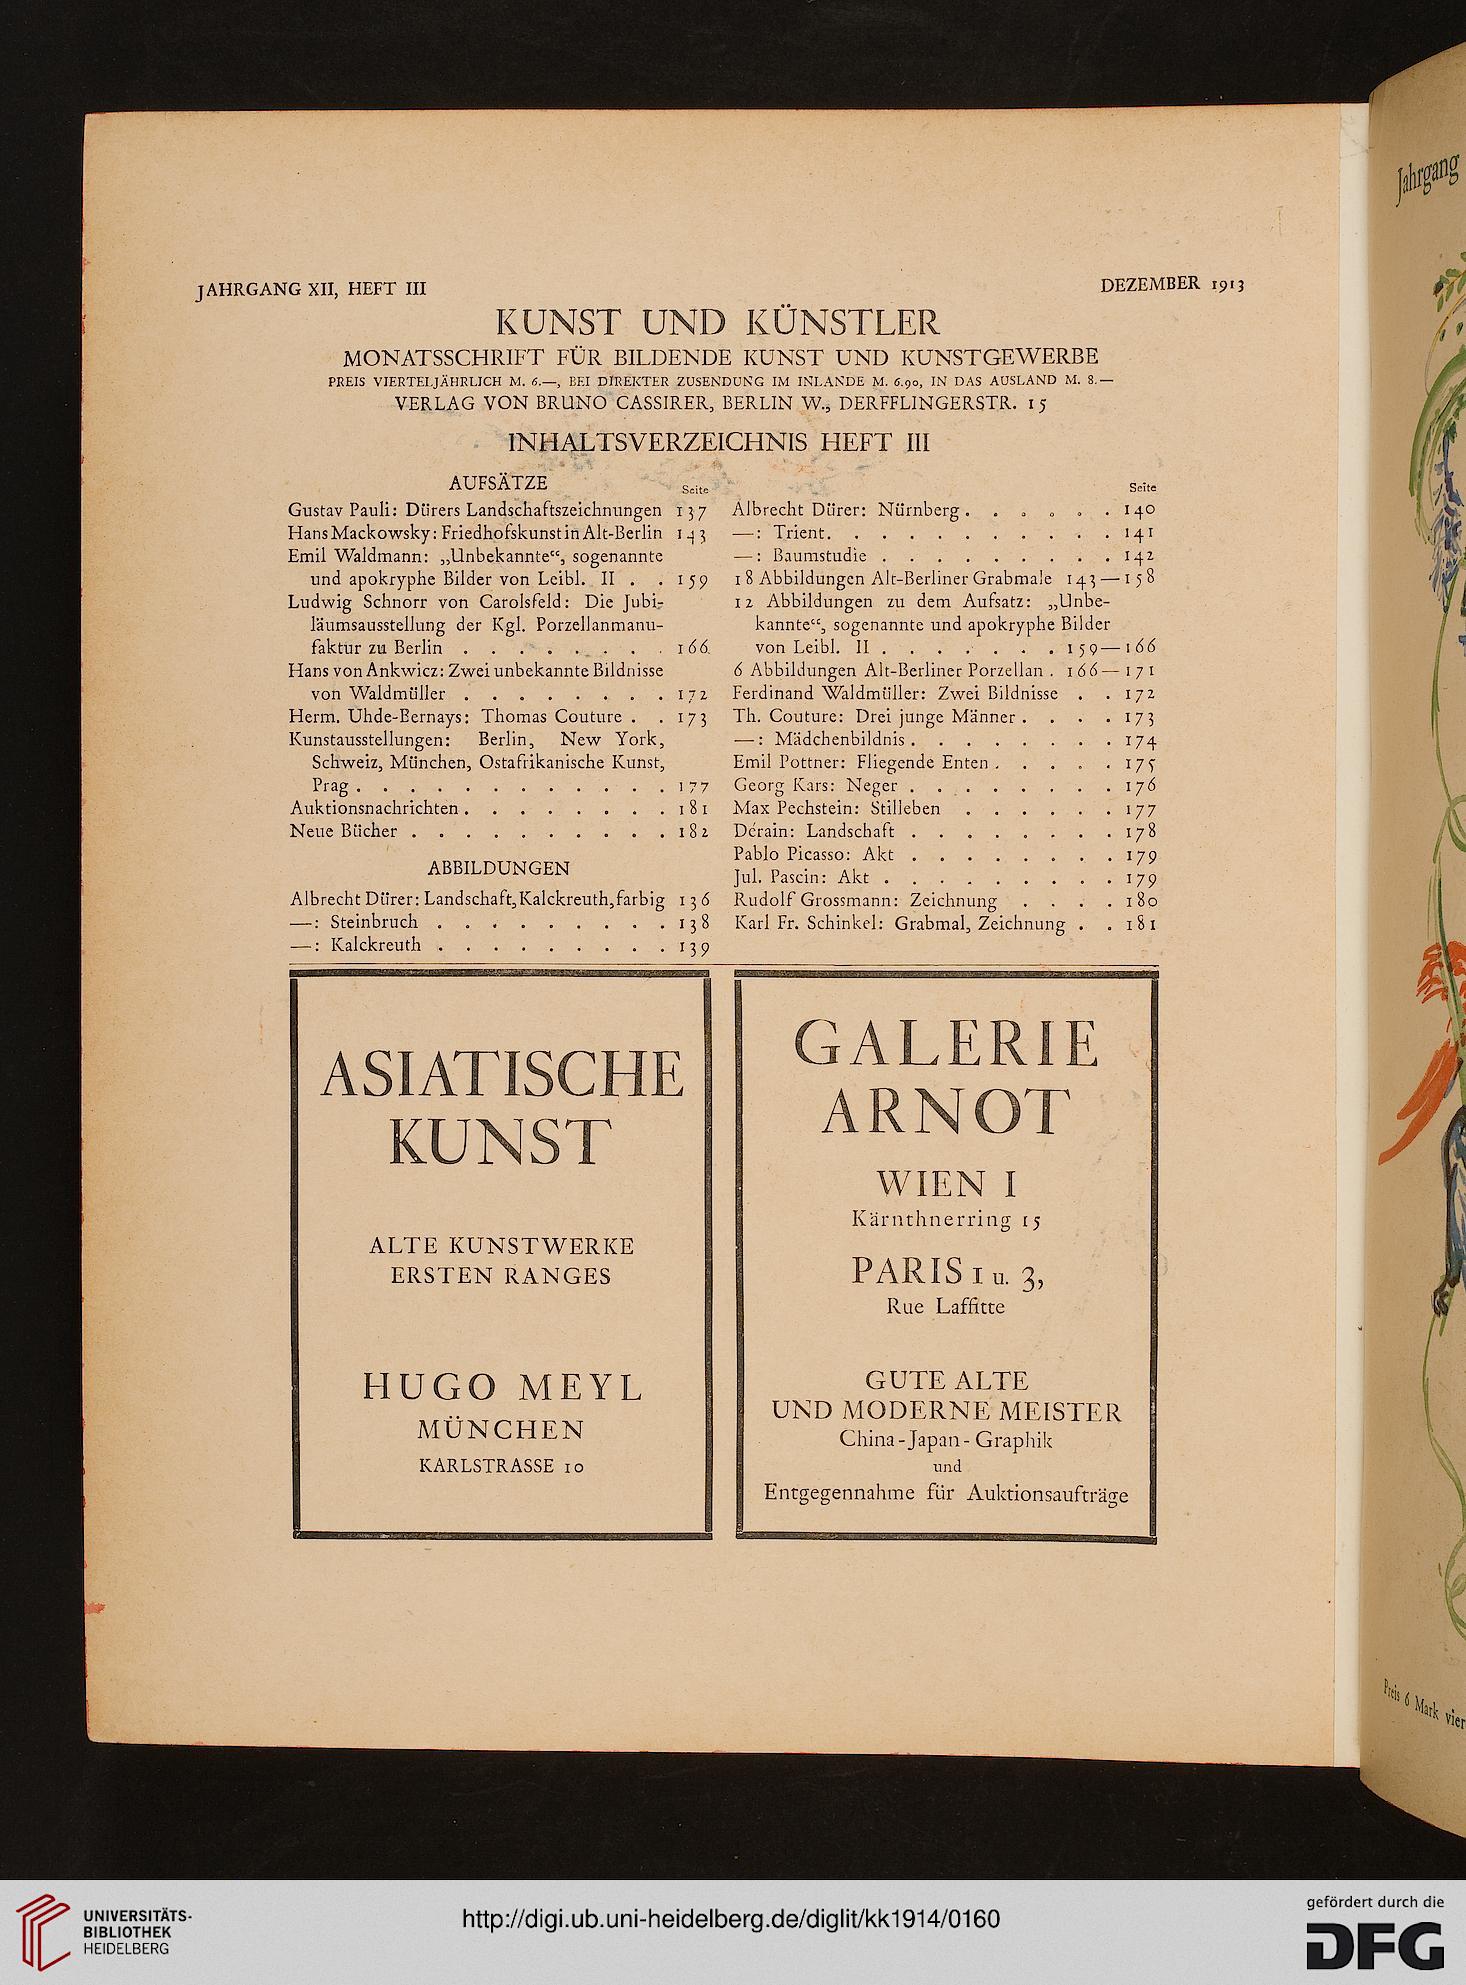 JAHRGANG XII, HEFT III
DEZEMBER 1913
KUNST UND KÜNSTLER
MONATSSCHRIFT FÜR BILDENDE KUNST UND KUNSTGEWERBE
PREIS VIERTELJÄHRLICH M. 6.—, BEI DIREKTER ZUSENDUNG IM INLANDE M. 6.90, IN DAS AUSLAND M. 8.—
VERLAG VON BRUNO CASSIRER, BERLIN W., DERFFLINGERSTR. 15
INHALTSVERZEICHNIS HEFT III
AUFSÄTZE
Seite
Gustav Pauli: Dürers Landschaftszeichnungen 137
Hans Mackowsky: Friedhofskunst in Alt-Berlin 143
Emil Waldmann: „Unbekannte“, sogenannte
und apokryphe Bilder von Leibl. II . . 159
Ludwig Schnorr von Carolsfeld: Die Jubi-
läumsausstellung der Kgl. Porzellanmanu-
faktur zu Berlin . . . . . . . . 166
Hans von Ankwicz: Zwei unbekannte Bildnisse
von Waldmüller . . . . . . . . 172
Herm. Uhde-Bernays: Thomas Couture . . 173
Kunstausstellungen: Berlin, New York,
Schweiz, München, Ostafrikanische Kunst,
Prag . . . . . . . . . . . . 177
Auktionsnachrichten . . . . . . . . 181
Neue Bücher . . . . . . . . . . 182
ABBILDUNGEN
Albrecht Dürer: Landschaft, Kalckreuth, farbig 136
—: Steinbruch . . . . . . . . . 138
—: Kalckreuth . . . . . . . . . 139
Seite
Albrecht Dürer: Nürnberg . . . . . . 140
—: Trient . . . . . . . . . . . 141
—: Baumstudie . . . . . . . . . 142
18 Abbildungen Alt-Berliner Grabmale 143—158
12 Abbildungen zu dem Aufsatz: „Unbe-
kannte“, sogenannte und apokryphe Bilder
von Leibl. II . . . . . . . 159—166
6 Abbildungen Alt-Berliner Porzellan . 166—171
Ferdinand Waldmüller: Zwei Bildnisse . . 172
Th. Couture: Drei junge Männer . . . . 173
—: Mädchenbildnis . . . . . . . . 174
Emil Pottner: Fliegende Enten . . . . . 175
Georg Kars: Neger . . . . . . . . 176
Max Pechstein: Stilleben . . . . . . 177
Dérain: Landschaft . . . . . . . . 178
Pablo Picasso: Akt . . . . . . . . 179
Jul. Pascin: Akt . . . . . . . . . 179
Rudolf Grossmann: Zeichnung . . . . 180
Karl Fr. Schinkel: Grabmal, Zeichnung . . 181
ASIATISCHE
KUNST
ALTE KUNSTWERKE
ERSTEN RANGES
HUGO MEYL
MÜNCHEN
KARLSTRASSE 10
GALERIE
ARNOT
WIEN I
Kärnthnerring 15
PARIS 1 u. 3,
Rue Laffitte
GUTE ALTE
UND MODERNE MEISTER
China-Japan-Graphik
und
Entgegennahme für Auktionsaufträge
Jahrgang
Preis 6 Mark vier
UNIVERSITÄTS-
BIBLIOTHEK
HEIDELBERG
http://digi.ub.uni-heidelberg.de/diglit/kk1914/0160
gefördert durch die
DFG